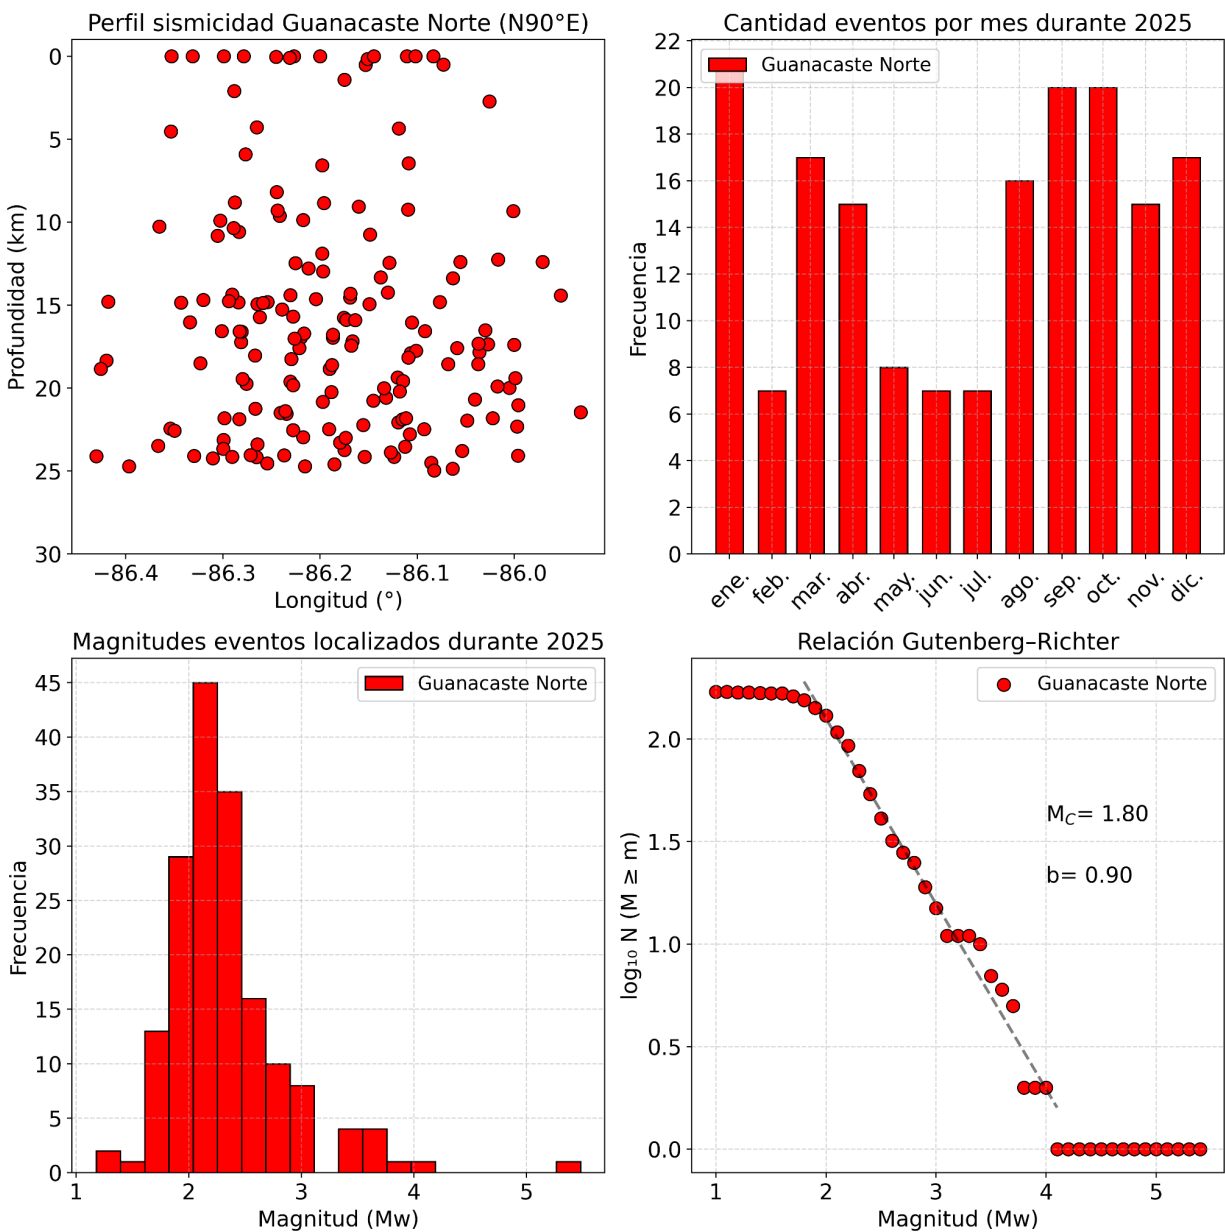 Perfil sismicidad Guanacaste Norte (N90°E)
0
5
10
15
20
25
30
Profundidad (km)
−86.4 −86.3 −86.2 −86.1 −86.0
Longitud (°)
Cantidad eventos por mes durante 2025
Guanacaste Norte
22
20
18
16
14
12
10
8
6
4
2
0
Frecuencia
ene. feb. mar. abr. may. jun. jul. ago. sep. oct. nov. dic.
Magnitudes eventos localizados durante 2025
Guanacaste Norte
45
40
35
30
25
20
15
10
5
0
Frecuencia
1 2 3 4 5
Magnitud (Mw)
Relación Gutenberg–Richter
Guanacaste Norte
2.0
1.5
1.0
0.5
0.0
log₁₀ N (M ≥ m)
M_C= 1.80
b= 0.90
1 2 3 4 5
Magnitud (Mw)